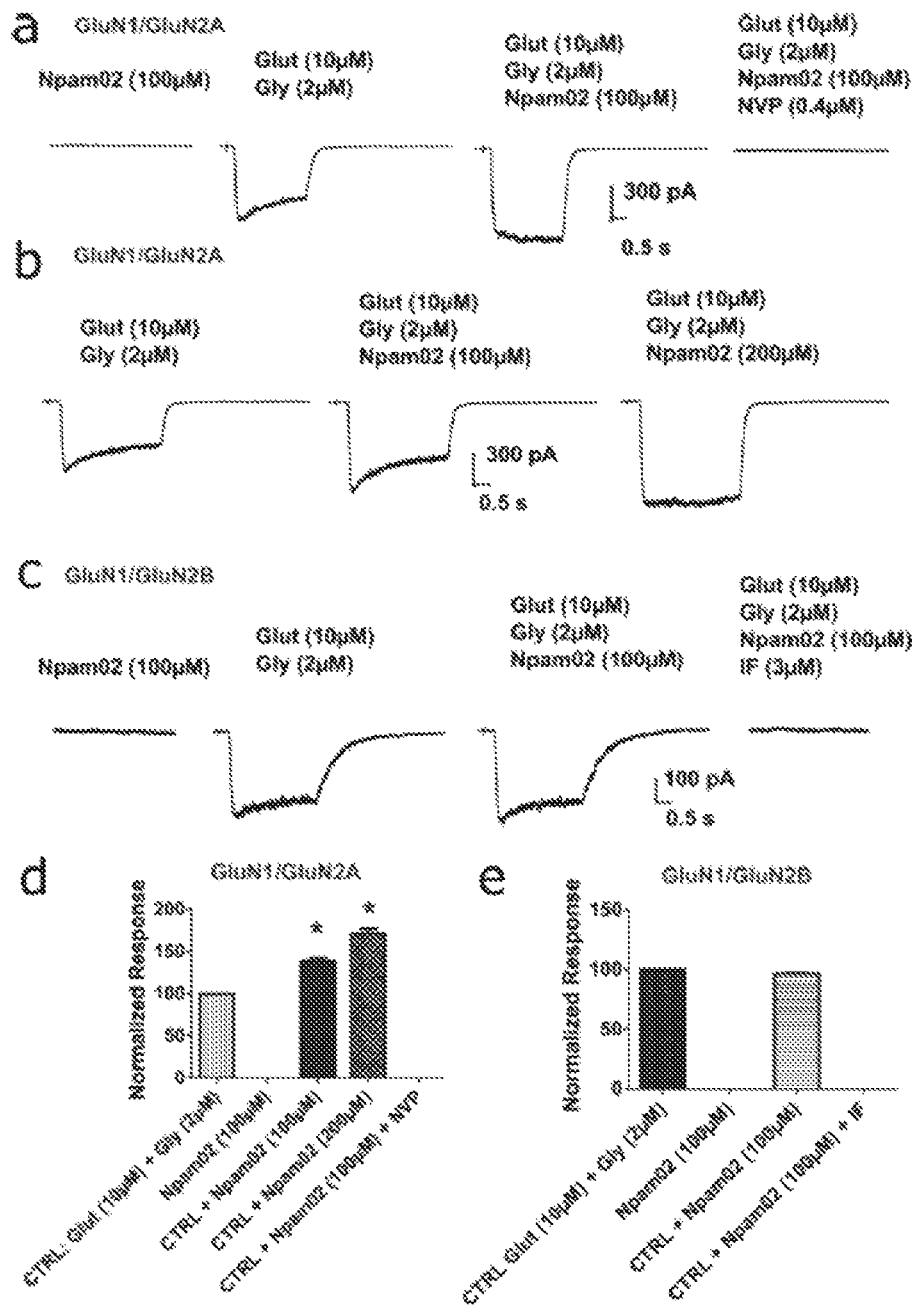 a
GluN1/GluN2A
Npam02 (100µM)
Glut (10µM)
Gly (2µM)
Glut (10µM)
Gly (2µM)
Npam02 (100µM)
Glut (10µM)
Gly (2µM)
Npam02 (100µM)
NVP (0.4µM)
300 pA
0.5 s
b
GluN1/GluN2A
Glut (10µM)
Gly (2µM)
Glut (10µM)
Gly (2µM)
Npam02 (100µM)
Glut (10µM)
Gly (2µM)
Npam02 (200µM)
300 pA
0.5 s
c
GluN1/GluN2B
Npam02 (100µM)
Glut (10µM)
Gly (2µM)
Glut (10µM)
Gly (2µM)
Npam02 (100µM)
Glut (10µM)
Gly (2µM)
Npam02 (100µM)
IF (3µM)
100 pA
0.5 s
d
GluN1/GluN2A
Normalized Response
200
150
100
50
0
*
*
CTRL: Glut (10µM) + Gly (2µM)
Npam02 (100µM)
CTRL + Npam02 (100µM)
CTRL + Npam02 (200µM)
CTRL + Npam02 (100µM) + NVP
e
GluN1/GluN2B
Normalized Response
150
100
50
0
CTRL Glut (10µM) + Gly (2µM)
Npam02 (100µM)
CTRL + Npam02 (100µM)
CTRL + Npam02 (100µM) + IF